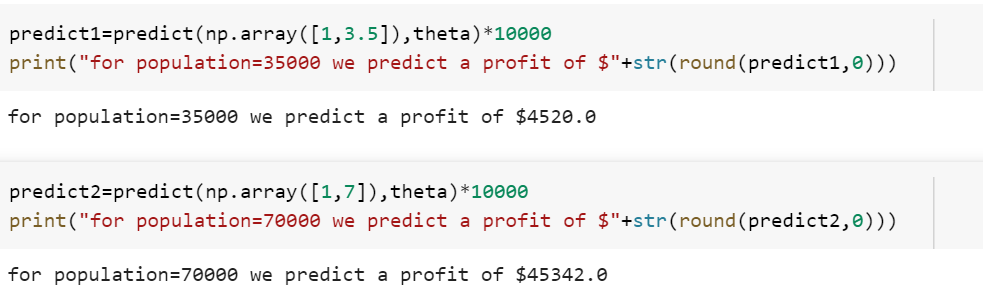 predict1=predict(np.array([1,3.5]),theta)*10000
print("for population=35000 we predict a profit of $"+str(round(predict1,0)))
for population=35000 we predict a profit of $4520.0
predict2=predict(np.array([1,7]),theta)*10000
print("for population=70000 we predict a profit of $"+str(round(predict2,0)))
for population=70000 we predict a profit of $45342.0